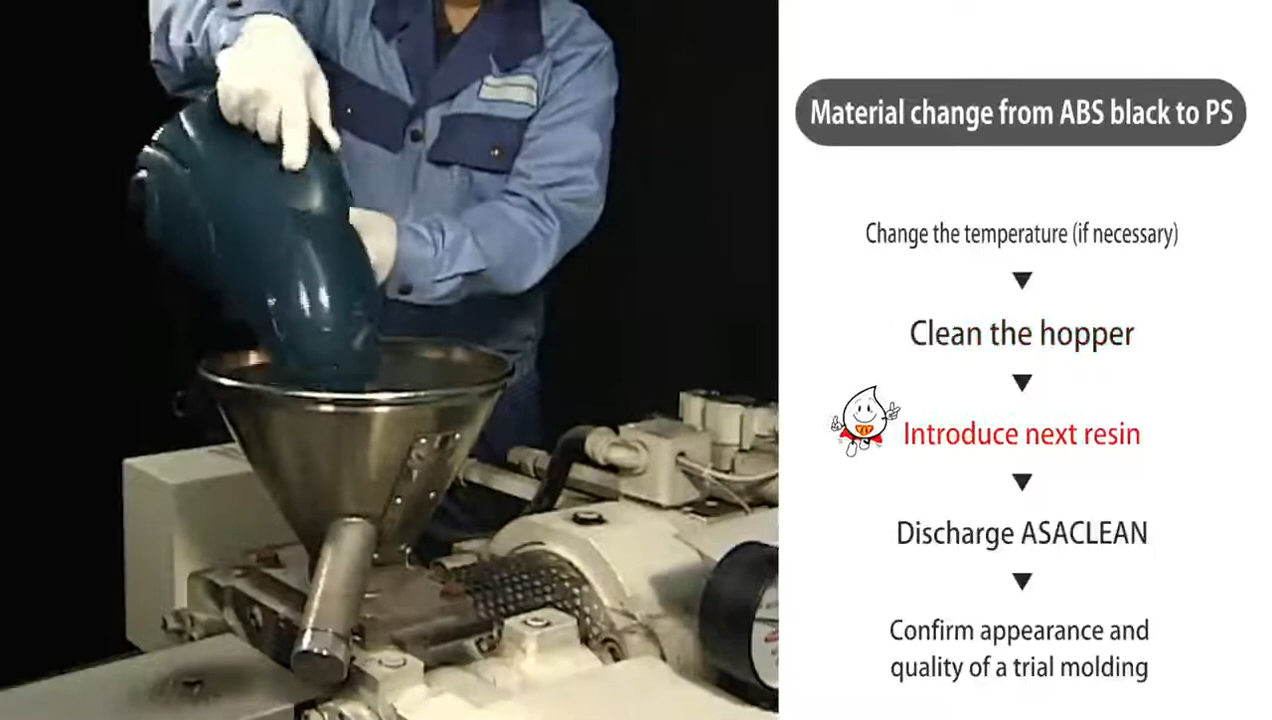 Material change from ABS black to PS
Change the temperature (if necessary)
Clean the hopper
Introduce next resin
Discharge ASACLEAN
Confirm appearance and
quality of a trial molding